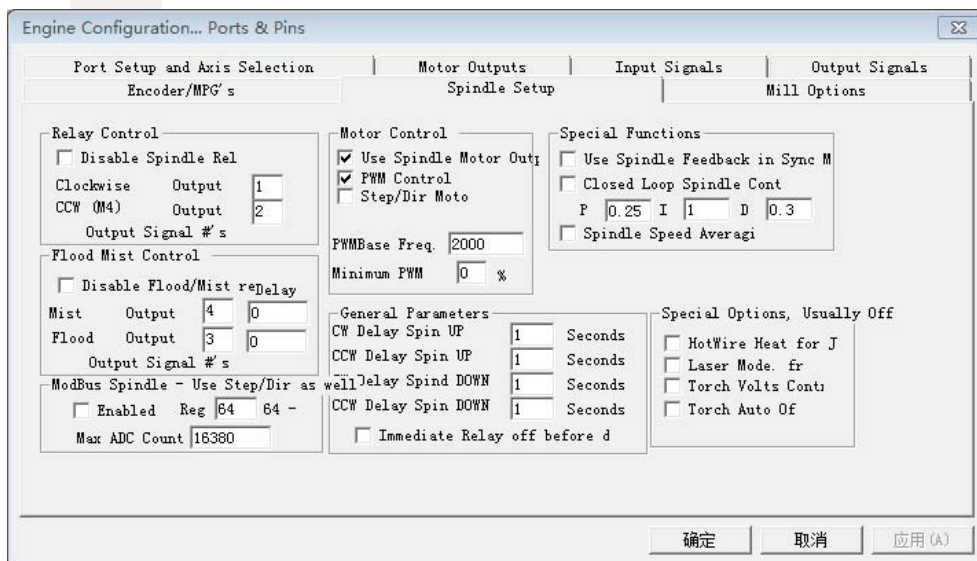 Engine Configuration... Ports & Pins
Port Setup and Axis Selection
Motor Outputs
Input Signals
Output Signals
Encoder/MPG's
Spindle Setup
Mill Options
Relay Control
Disable Spindle Rel
Clockwise Output 1
CCW (M4) Output 2
Output Signal #'s
Flood Mist Control
Disable Flood/Mist re Delay
Mist Output 4 0
Flood Output 3 0
Output Signal #'s
ModBus Spindle - Use Step/Dir as well
Enabled Reg 64 64 -
Max ADC Count 16380
Motor Control
Use Spindle Motor Outp
PWM Control
Step/Dir Moto
PWMBase Freq. 2000
Minimum PWM 0 %
General Parameters
CW Delay Spin UP 1 Seconds
CCW Delay Spin UP 1 Seconds
Delay Spind DOWN 1 Seconds
CCW Delay Spin DOWN 1 Seconds
Immediate Relay off before d
Special Functions
Use Spindle Feedback in Sync M
Closed Loop Spindle Cont
P 0.25 I 1 D 0.3
Spindle Speed Averagi
Special Options, Usually Off
HotWire Heat for J
Laser Mode. fr
Torch Volts Cont
Torch Auto Of
确定
取消
应用(A)